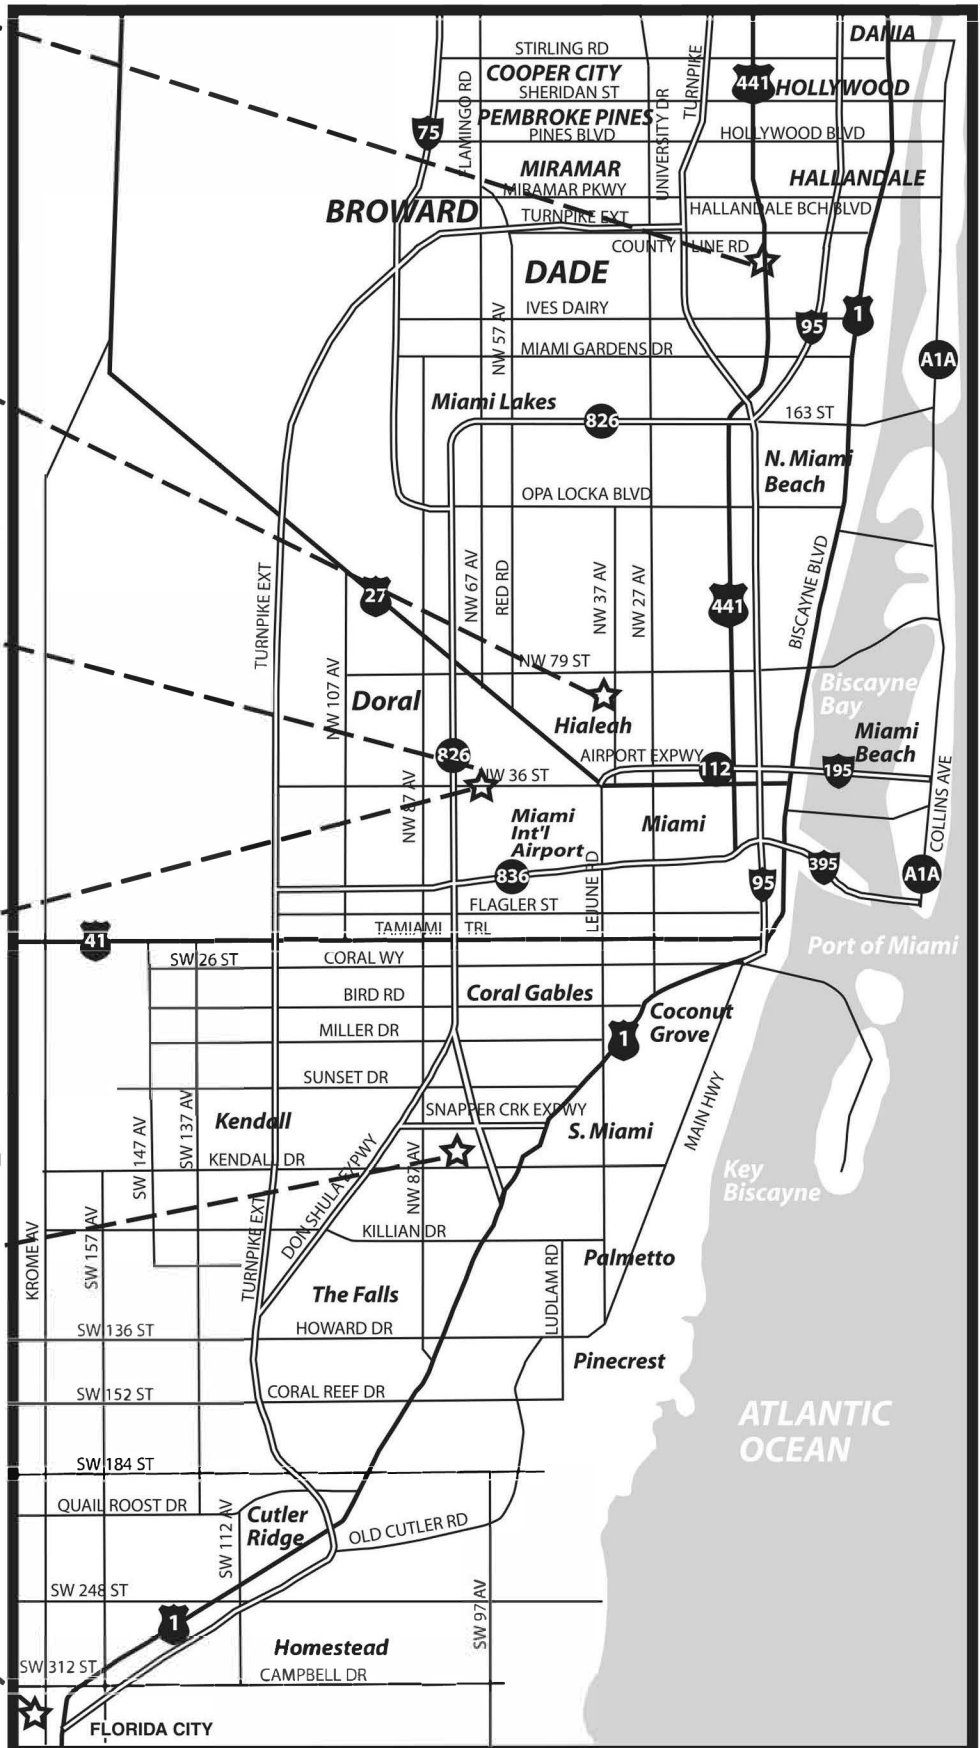 DANIA
STIRLING RD
COOPER CITY
SHERIDAN ST
441
HOLLYWOOD
FLAMINGO RD
UNIVERSITY DR
TURNPIKE
75
PEMBROKE PINES
PINES BLVD
HOLLYWOOD BLVD
MIRAMAR
MIRAMAR PKWY
HALLANDALE
BROWARD
TURNPIKE EXT
HALLANDALE BCH BLVD
COUNTY LINE RD
DADE
IVES DAIRY
NW 57 AV
95
1
MIAMI GARDENS DR
A1A
Miami Lakes
826
163 ST
N. Miami
Beach
OPA LOCKA BLVD
TURNPIKE EXT
27
NW 67 AV
RED RD
NW 37 AV
NW 27 AV
441
BISCAYNE BLVD
NW 79 ST
NW 107 AV
Doral
Biscayne
Bay
Hialeah
Miami
Beach
826
AIRPORT EXPWY
112
195
NW 36 ST
NW 87 AV
COLLINS AVE
Miami
Int'l
Airport
Miami
836
LEJUNE RD
95
395
A1A
FLAGLER ST
41
TAMIAMI TRL
Port of Miami
SW 26 ST
CORAL WY
BIRD RD
Coral Gables
MILLER DR
1
Coconut
Grove
SUNSET DR
SW 147 AV
SW 137 AV
Kendall
SNAPPER CRK EXPWY
S. Miami
MAIN HWY
KENDALL DR
NW 87 AV
Key
Biscayne
KROME AV
SW 157 AV
TURNPIKE EXT
DON SHULA EXPWY
KILLIAN DR
LUDLAM RD
Palmetto
The Falls
SW 136 ST
HOWARD DR
Pinecrest
SW 152 ST
CORAL REEF DR
ATLANTIC
OCEAN
SW 184 ST
QUAIL ROOST DR
SW 112 AV
Cutler
Ridge
OLD CUTLER RD
SW 248 ST
SW 97 AV
1
Homestead
SW 312 ST
CAMPBELL DR
FLORIDA CITY